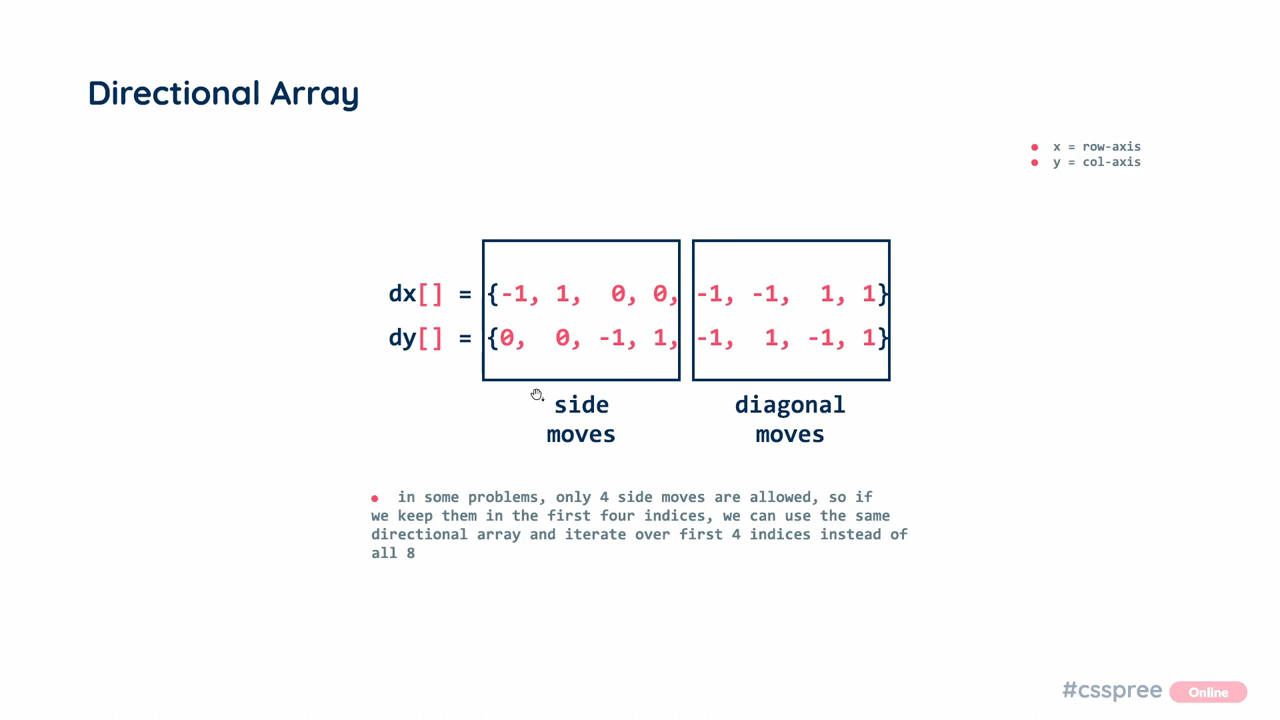 Directional Array
● x = row-axis
● y = col-axis
dx[] = {-1, 1, 0, 0, -1, -1, 1, 1}
dy[] = {0, 0, -1, 1, -1, 1, -1, 1}
side
moves
diagonal
moves
● in some problems, only 4 side moves are allowed, so if
we keep them in the first four indices, we can use the same
directional array and iterate over first 4 indices instead of
all 8
#csspree Online